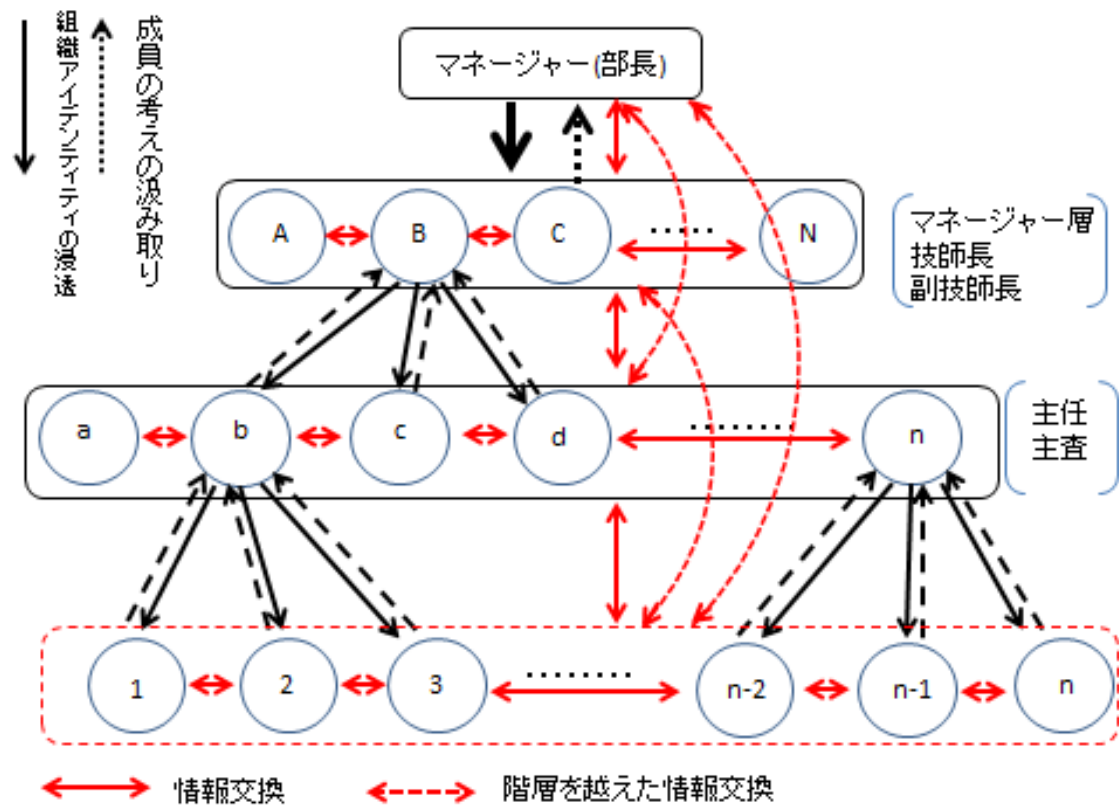 組織アイデンティティの浸透
成員の考えの汲み取り
マネージャー(部長)
A
B
C
........
N
マネージャー層
技師長
副技師長
a
b
c
d
...........
n
主任
主査
1
2
3
.........
n-2
n-1
n
情報交換
階層を越えた情報交換